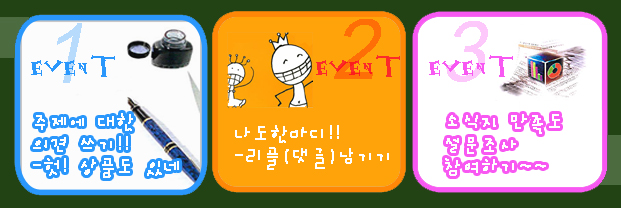 1
EVENT
주제에 대한
의견 쓰기!!
-헛! 상품도 있네
2
EVENT
나도한마디!!
-리플(댓글)남기기
3
EVENT
소식지 만족도
설문조사
참여하기~~